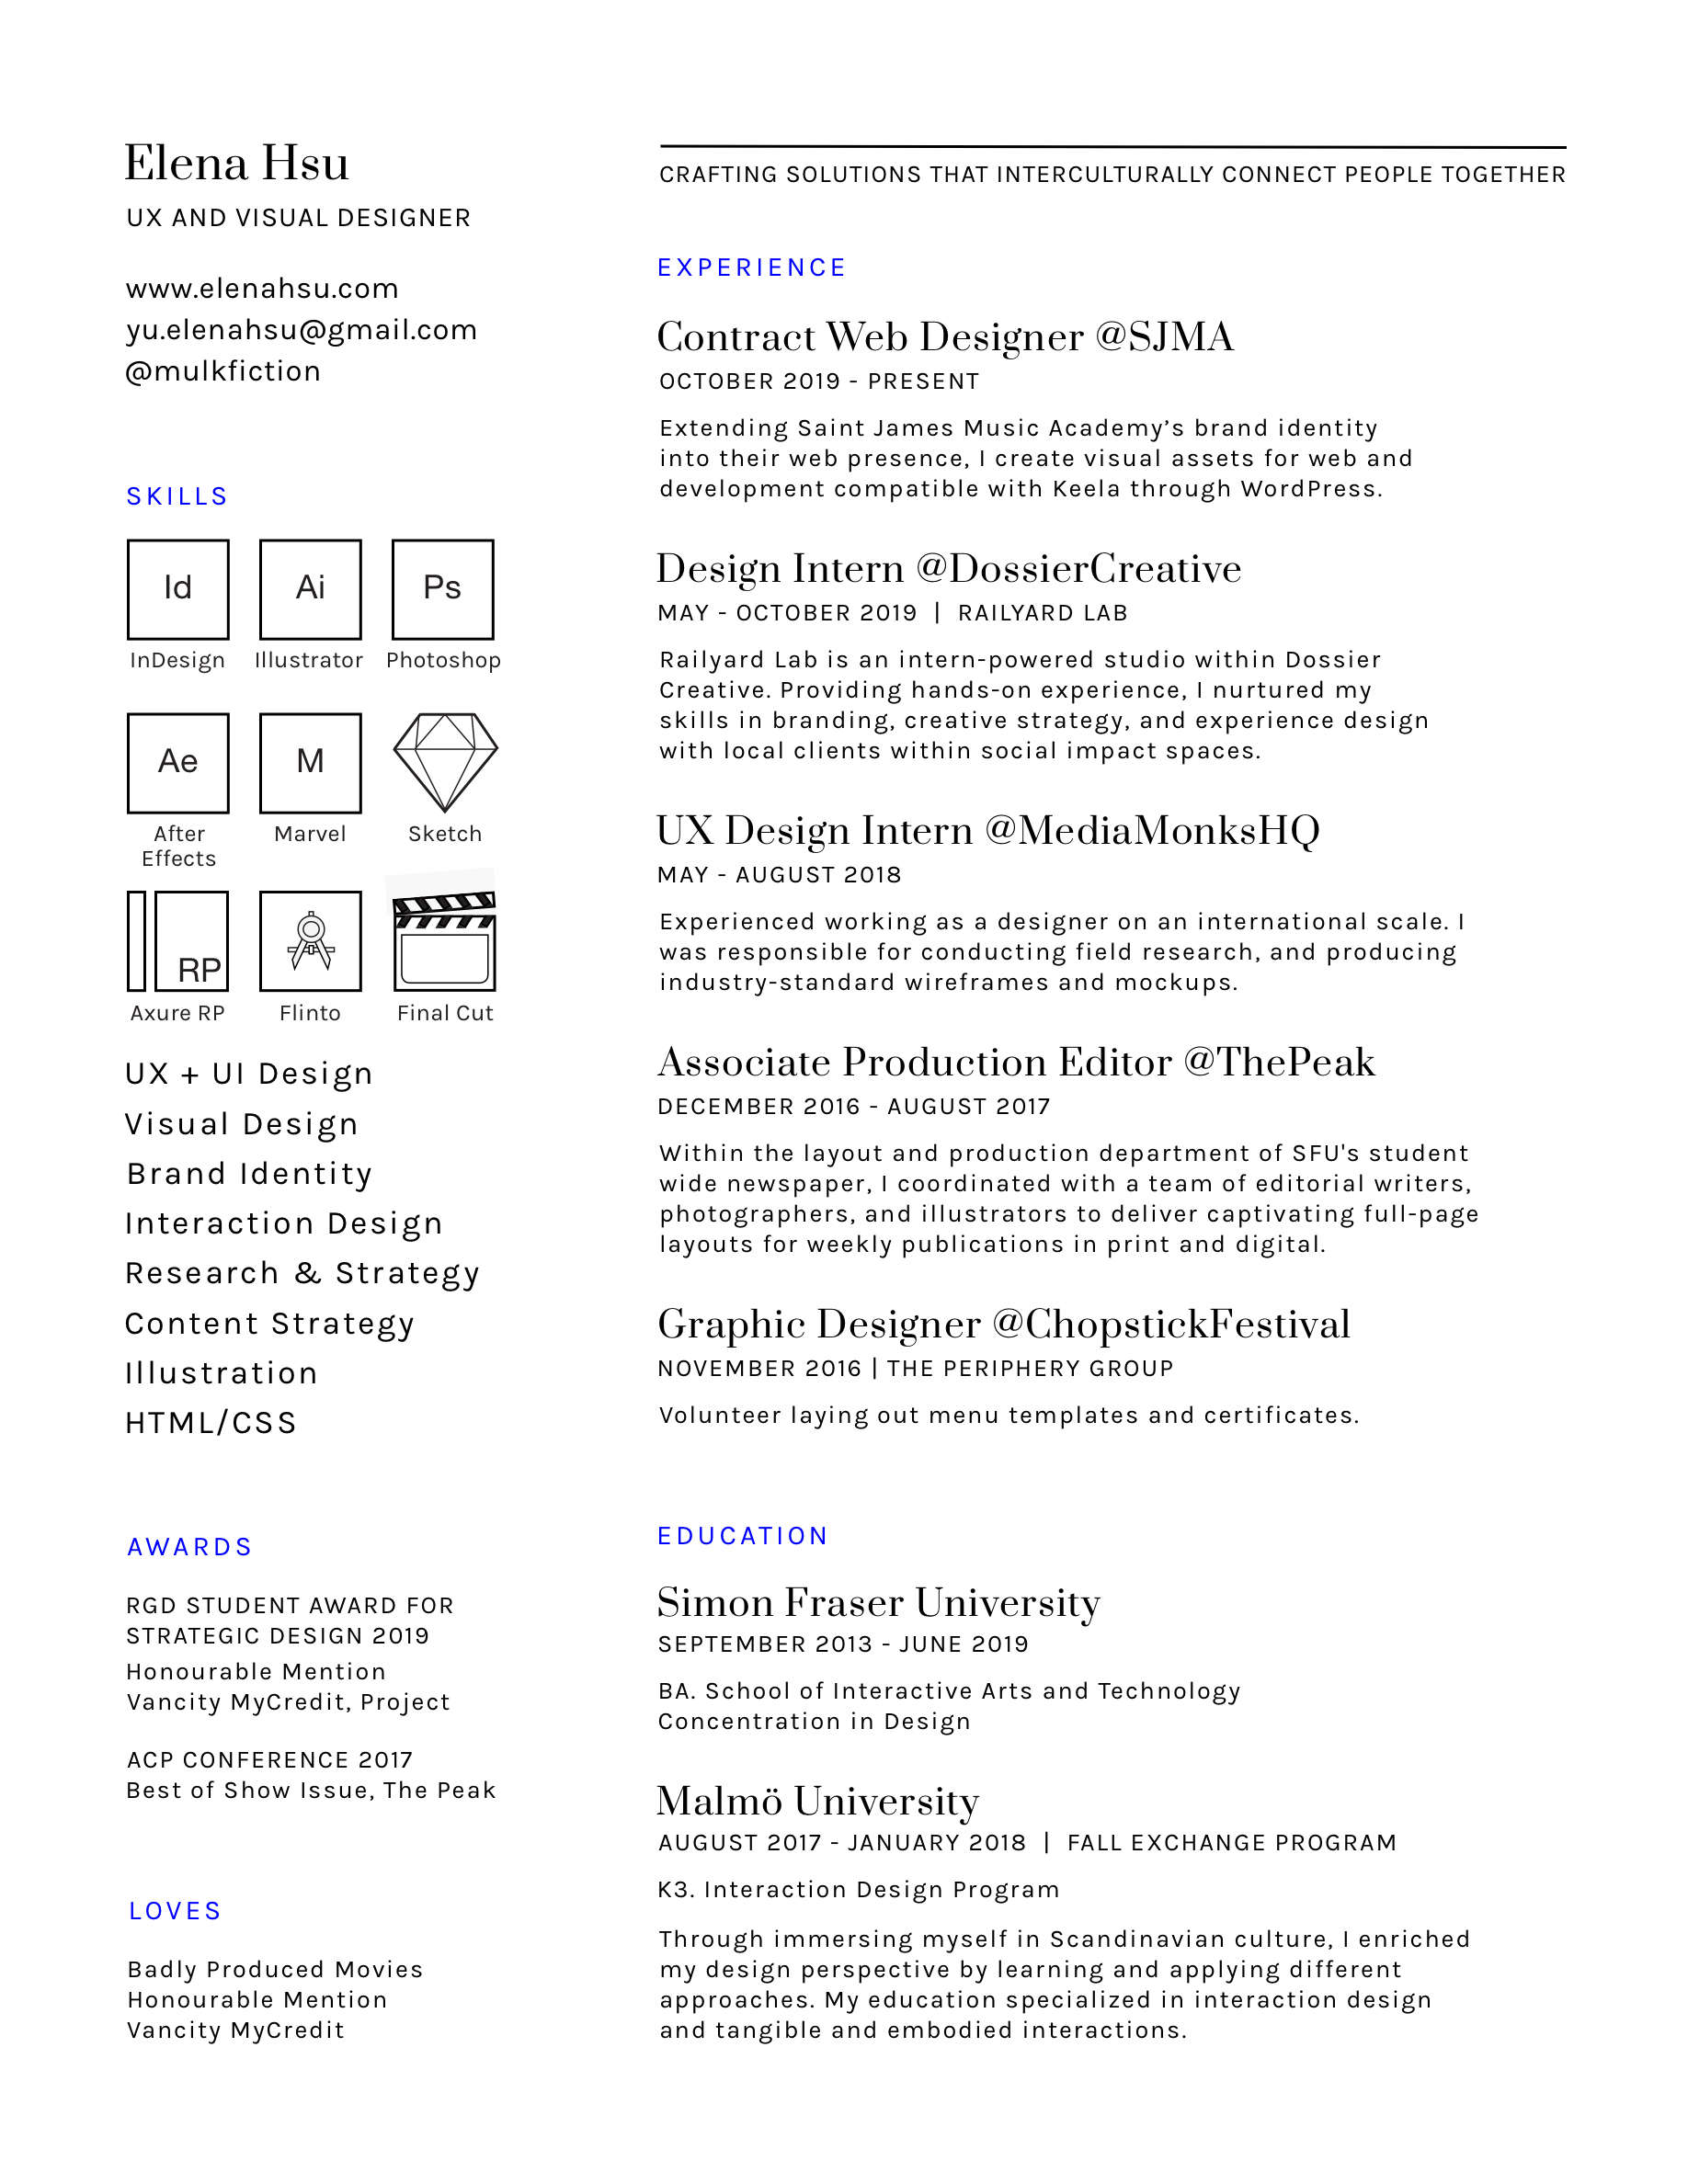 Elena Hsu
UX AND VISUAL DESIGNER
www.elenahsu.com
yu.elenahsu@gmail.com
@mulkfiction
SKILLS
Id Ai Ps
InDesign Illustrator Photoshop
Ae M
After Marvel Sketch
Effects
RP
Axure RP Flinto Final Cut
UX + UI Design
Visual Design
Brand Identity
Interaction Design
Research & Strategy
Content Strategy
Illustration
HTML/CSS
AWARDS
RGD STUDENT AWARD FOR
STRATEGIC DESIGN 2019
Honourable Mention
Vancity MyCredit, Project
ACP CONFERENCE 2017
Best of Show Issue, The Peak
LOVES
Badly Produced Movies
Honourable Mention
Vancity MyCredit
CRAFTING SOLUTIONS THAT INTERCULTURALLY CONNECT PEOPLE TOGETHER
EXPERIENCE
Contract Web Designer @SJMA
OCTOBER 2019 - PRESENT
Extending Saint James Music Academy’s brand identity
into their web presence, I create visual assets for web and
development compatible with Keela through WordPress.
Design Intern @DossierCreative
MAY - OCTOBER 2019 | RAILYARD LAB
Railyard Lab is an intern-powered studio within Dossier
Creative. Providing hands-on experience, I nurtured my
skills in branding, creative strategy, and experience design
with local clients within social impact spaces.
UX Design Intern @MediaMonksHQ
MAY - AUGUST 2018
Experienced working as a designer on an international scale. I
was responsible for conducting field research, and producing
industry-standard wireframes and mockups.
Associate Production Editor @ThePeak
DECEMBER 2016 - AUGUST 2017
Within the layout and production department of SFU's student
wide newspaper, I coordinated with a team of editorial writers,
photographers, and illustrators to deliver captivating full-page
layouts for weekly publications in print and digital.
Graphic Designer @ChopstickFestival
NOVEMBER 2016 | THE PERIPHERY GROUP
Volunteer laying out menu templates and certificates.
EDUCATION
Simon Fraser University
SEPTEMBER 2013 - JUNE 2019
BA. School of Interactive Arts and Technology
Concentration in Design
Malmö University
AUGUST 2017 - JANUARY 2018 | FALL EXCHANGE PROGRAM
K3. Interaction Design Program
Through immersing myself in Scandinavian culture, I enriched
my design perspective by learning and applying different
approaches. My education specialized in interaction design
and tangible and embodied interactions.